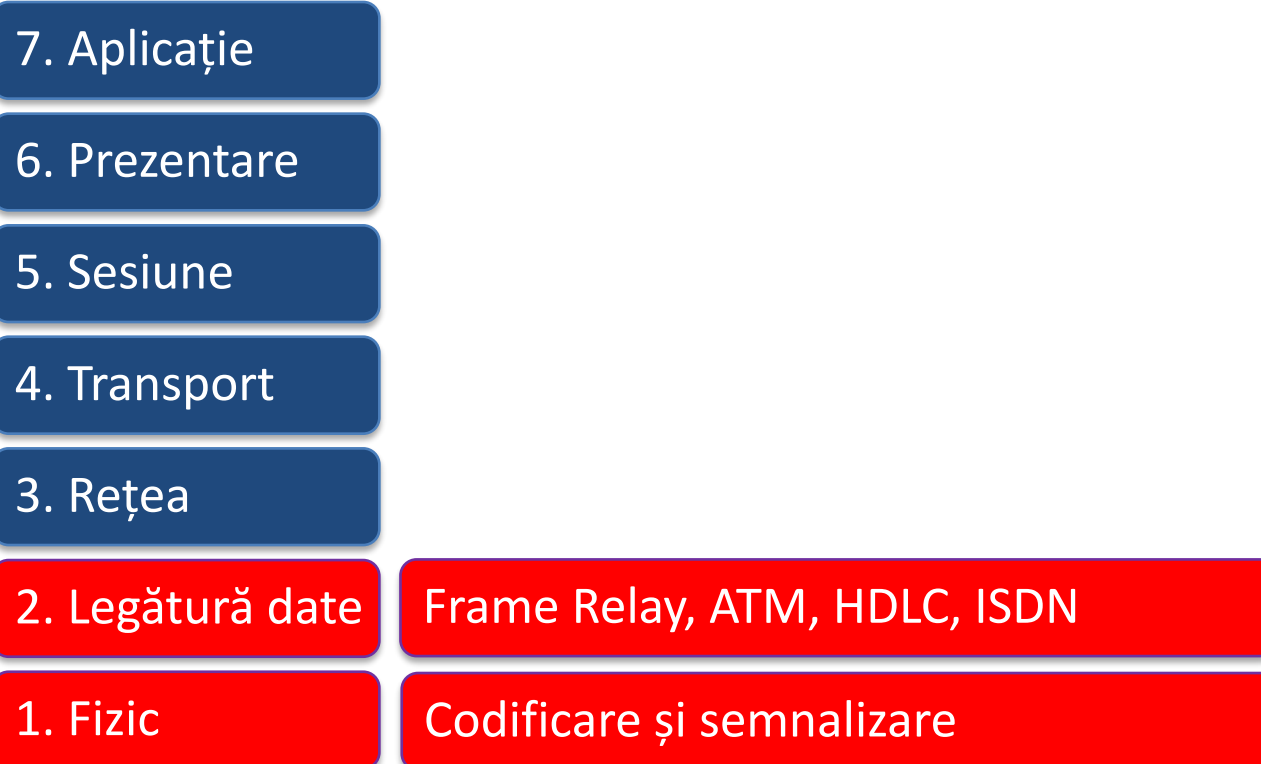 7. Aplicație
6. Prezentare
5. Sesiune
4. Transport
3. Rețea
2. Legătură date
Frame Relay, ATM, HDLC, ISDN
1. Fizic
Codificare și semnalizare